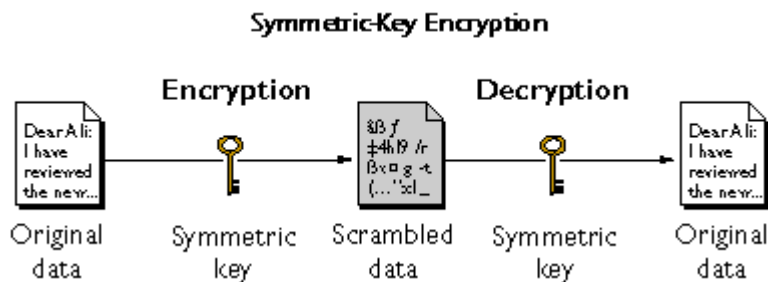 Symmetric-Key Encryption
Encryption
Decryption
Dear Ali:
I have
reviewed
the new...
Dear Ali:
I have
reviewed
the new...
Original
data
Symmetric
key
Scrambled
data
Symmetric
key
Original
data